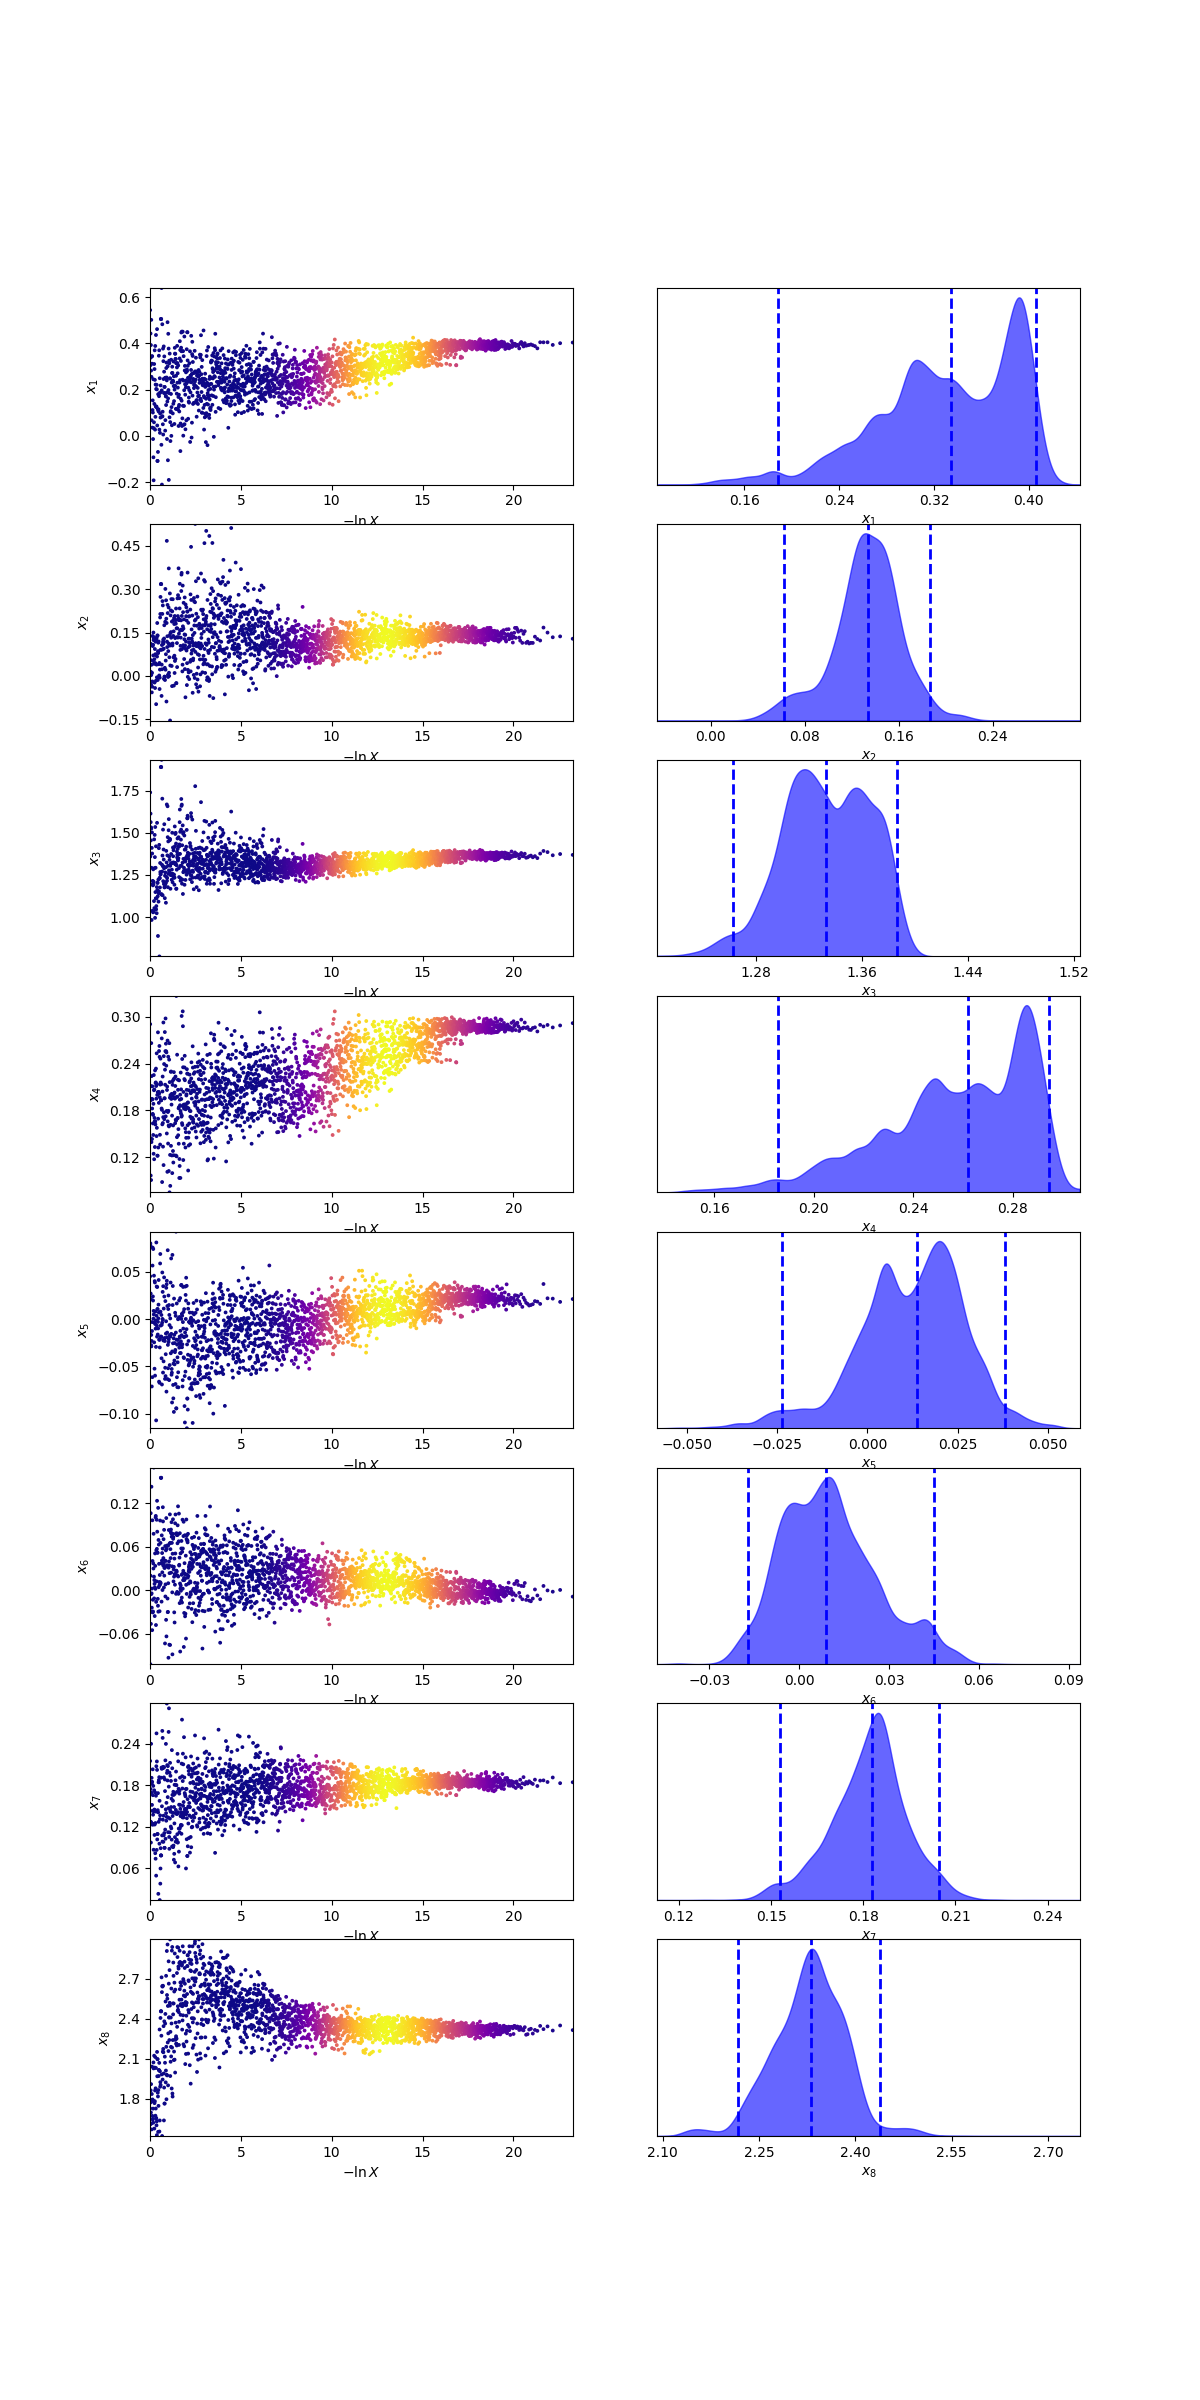 0.6
0.4
0.2
0.0
−0.2
x₁
0 5 10 15 20
−ln X
0.16 0.24 0.32 0.40
x₁
0.45
0.30
0.15
0.00
−0.15
x₂
0 5 10 15 20
−ln X
0.00 0.08 0.16 0.24
x₂
1.75
1.50
1.25
1.00
x₃
0 5 10 15 20
−ln X
1.28 1.36 1.44 1.52
x₃
0.30
0.24
0.18
0.12
x₄
0 5 10 15 20
−ln X
0.16 0.20 0.24 0.28
x₄
0.05
0.00
−0.05
−0.10
x₅
0 5 10 15 20
−ln X
−0.050 −0.025 0.000 0.025 0.050
x₅
0.12
0.06
0.00
−0.06
x₆
0 5 10 15 20
−ln X
−0.03 0.00 0.03 0.06 0.09
x₆
0.24
0.18
0.12
0.06
x₇
0 5 10 15 20
−ln X
0.12 0.15 0.18 0.21 0.24
x₇
2.7
2.4
2.1
1.8
x₈
0 5 10 15 20
−ln X
2.10 2.25 2.40 2.55 2.70
x₈